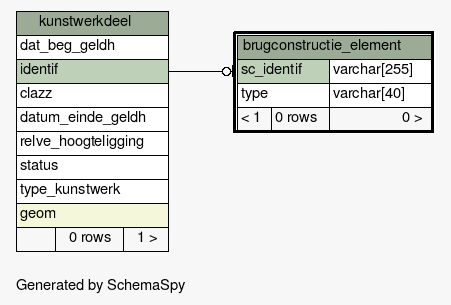 kunstwerkdeel
dat_beg_geldh
identif
clazz
datum_einde_geldh
relve_hoogteligging
status
type_kunstwerk
geom
0 rows 1 >
brugconstructie_element
sc_identif varchar[255]
type varchar[40]
< 1 0 rows 0 >
Generated by SchemaSpy